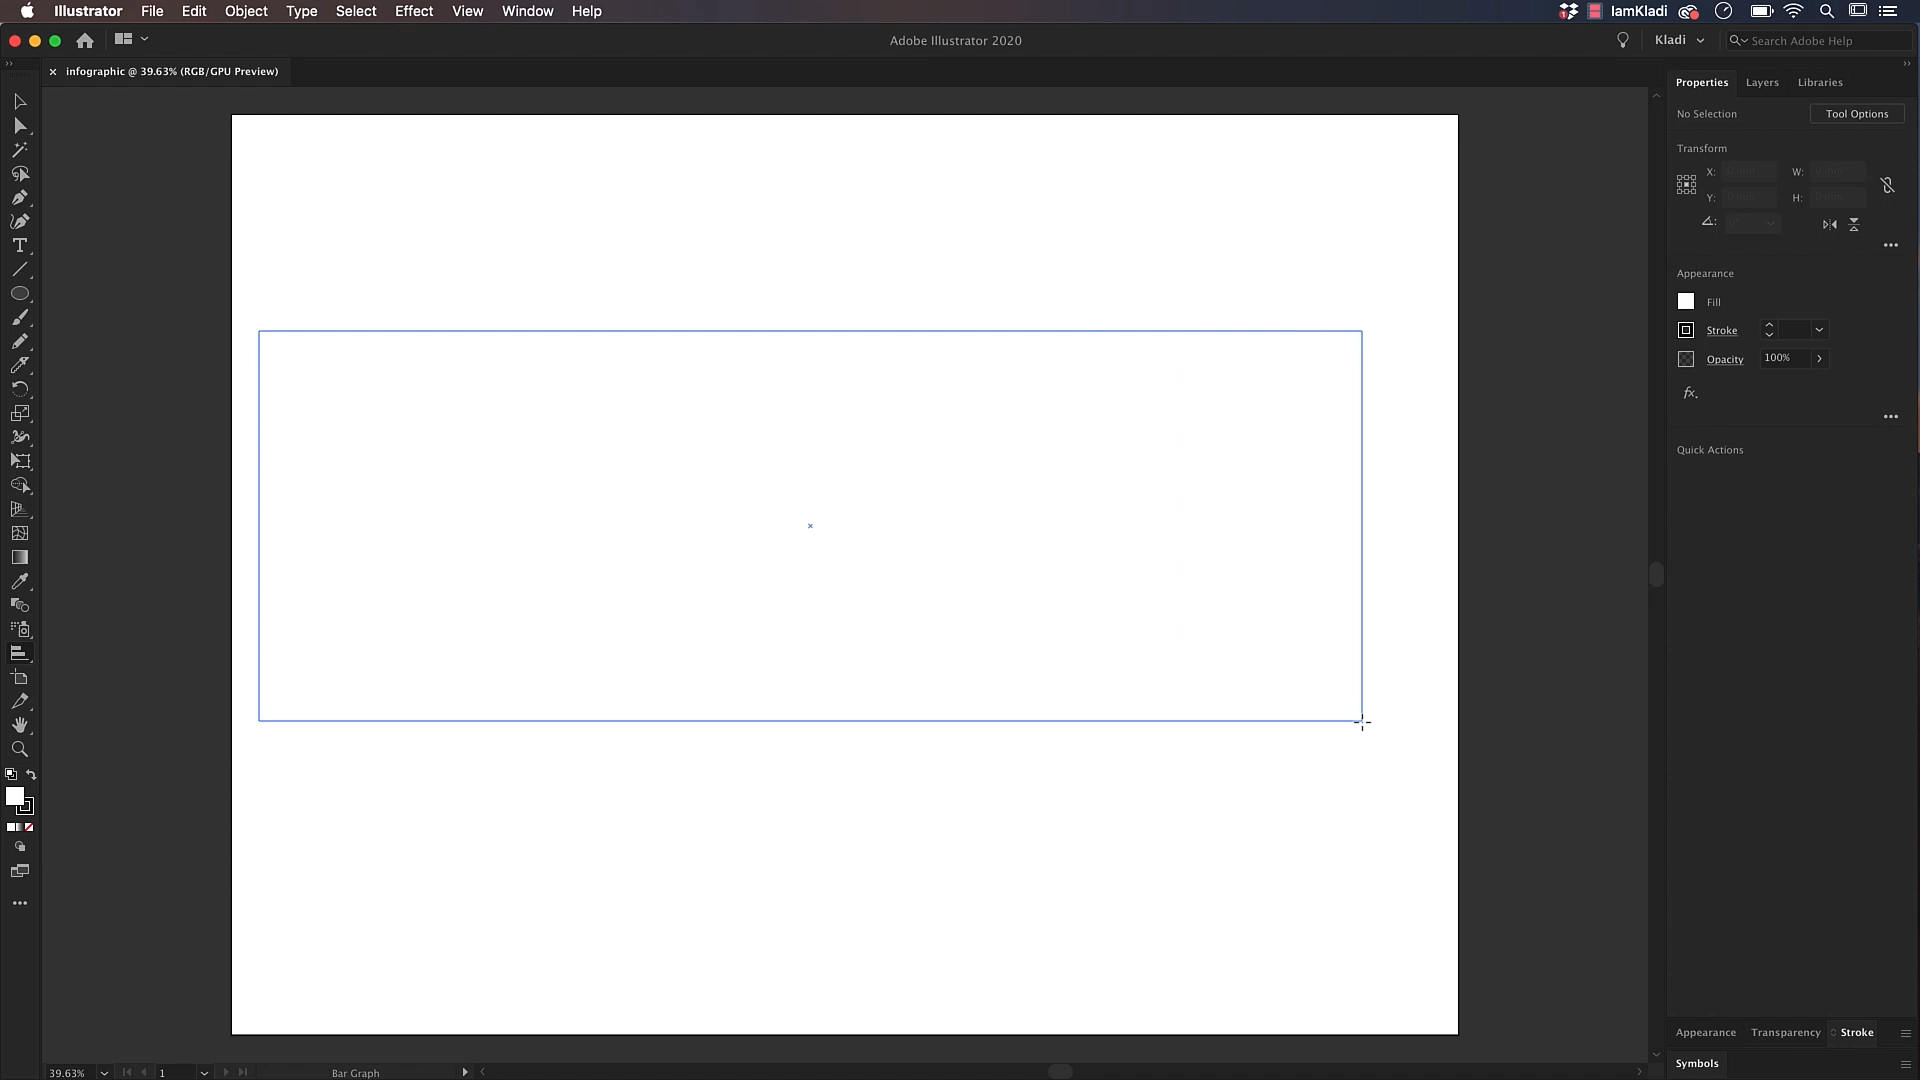 Illustrator File Edit Object Type Select Effect View Window Help
IamKladi
Adobe Illustrator 2020
Kladi
Search Adobe Help
infographic @ 39.63% (RGB/GPU Preview)
Properties Layers Libraries
No Selection
Tool Options
Transform
X: W:
Y: H:
Appearance
Fill
Stroke
Opacity 100%
fx.
Quick Actions
Appearance Transparency Stroke
Symbols
39.63% 1 Bar Graph